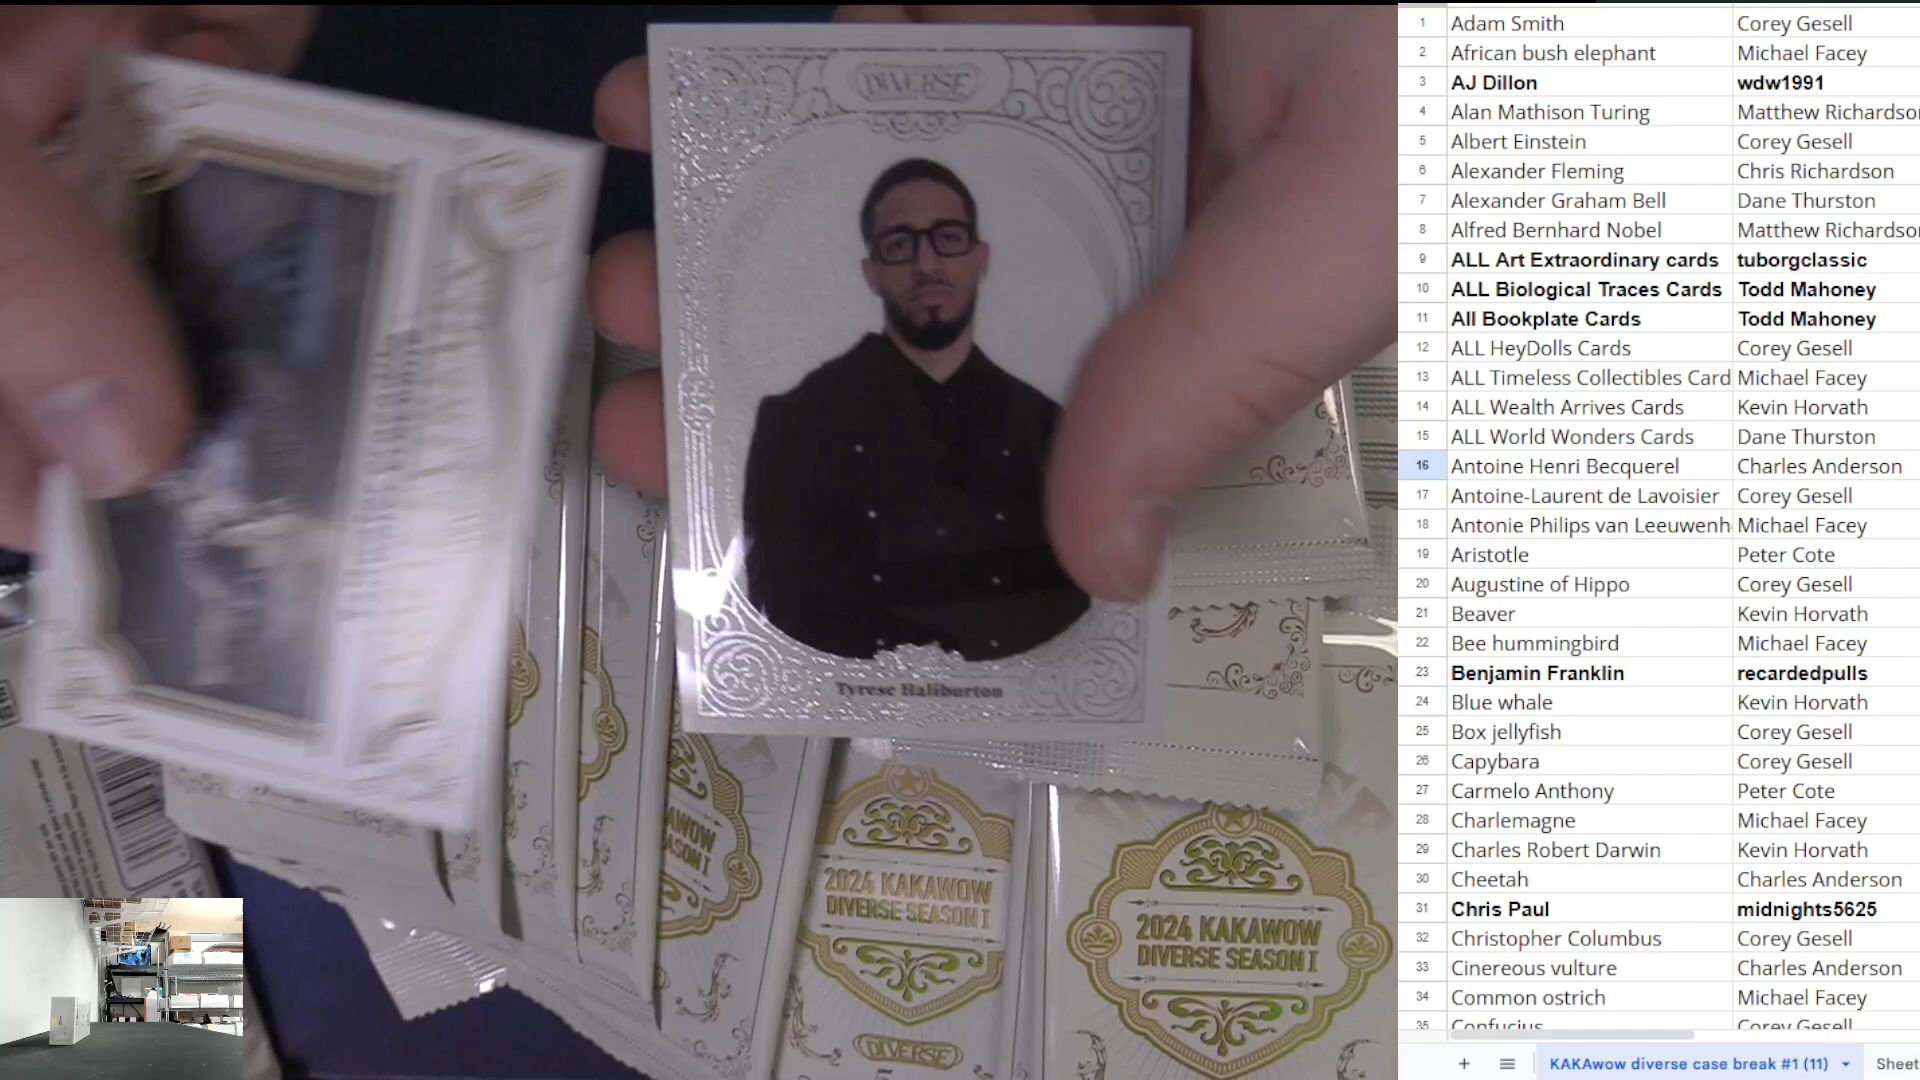 DIVERSE
Tyrese Haliburton
KAKAWOW
SEASON I
2024 KAKAWOW
DIVERSE SEASON I
DIVERSE
2024 KAKAWOW
DIVERSE SEASON I
1 Adam Smith Corey Gesell
2 African bush elephant Michael Facey
3 AJ Dillon wdw1991
4 Alan Mathison Turing Matthew Richardso
5 Albert Einstein Corey Gesell
6 Alexander Fleming Chris Richardson
7 Alexander Graham Bell Dane Thurston
8 Alfred Bernhard Nobel Matthew Richardso
9 ALL Art Extraordinary cards tuborgclassic
10 ALL Biological Traces Cards Todd Mahoney
11 All Bookplate Cards Todd Mahoney
12 ALL HeyDolls Cards Corey Gesell
13 ALL Timeless Collectibles Card Michael Facey
14 ALL Wealth Arrives Cards Kevin Horvath
15 ALL World Wonders Cards Dane Thurston
16 Antoine Henri Becquerel Charles Anderson
17 Antoine-Laurent de Lavoisier Corey Gesell
18 Antonie Philips van Leeuwenh Michael Facey
19 Aristotle Peter Cote
20 Augustine of Hippo Corey Gesell
21 Beaver Kevin Horvath
22 Bee hummingbird Michael Facey
23 Benjamin Franklin recardedpulls
24 Blue whale Kevin Horvath
25 Box jellyfish Corey Gesell
26 Capybara Corey Gesell
27 Carmelo Anthony Peter Cote
28 Charlemagne Michael Facey
29 Charles Robert Darwin Kevin Horvath
30 Cheetah Charles Anderson
31 Chris Paul midnights5625
32 Christopher Columbus Corey Gesell
33 Cinereous vulture Charles Anderson
34 Common ostrich Michael Facey
35 Confucius Corey Gesell
KAKAwow diverse case break #1 (11) Sheet